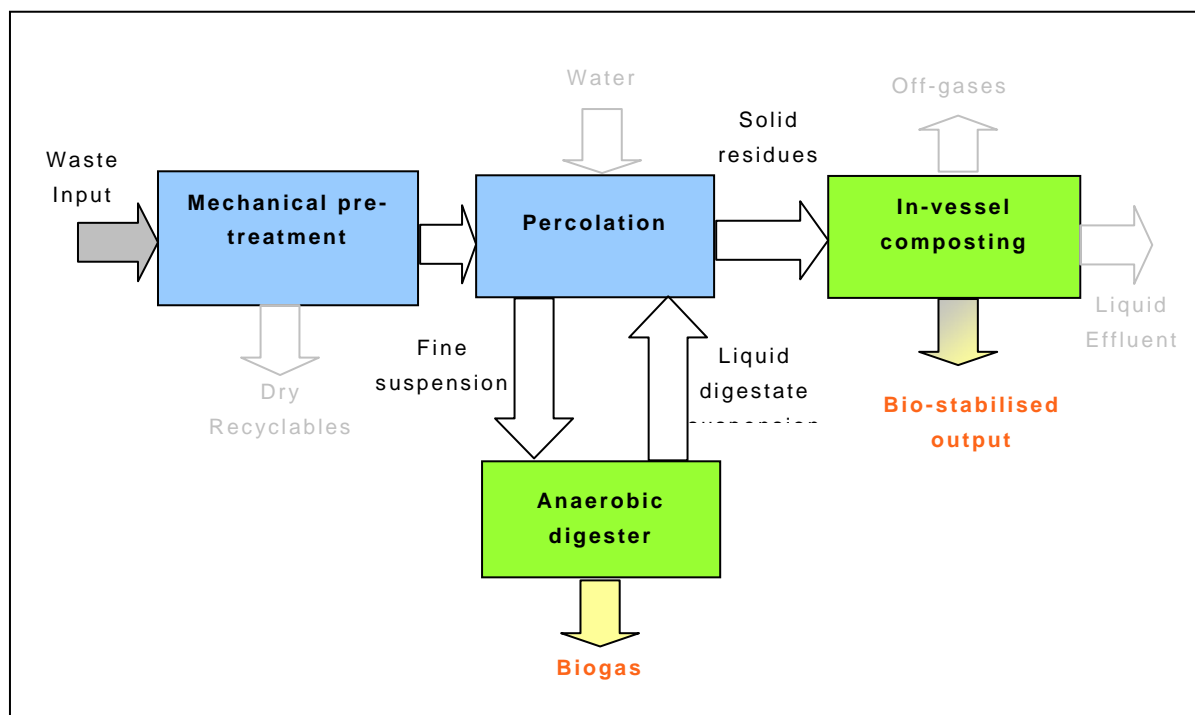 Water
Off-gases
Solid
residues
Waste
Input
Mechanical pre-
treatment
Percolation
In-vessel
composting
Liquid
Effluent
Fine
suspension
Liquid
digestate
suspension
Dry
Recyclables
Bio-stabilised
output
Anaerobic
digester
Biogas